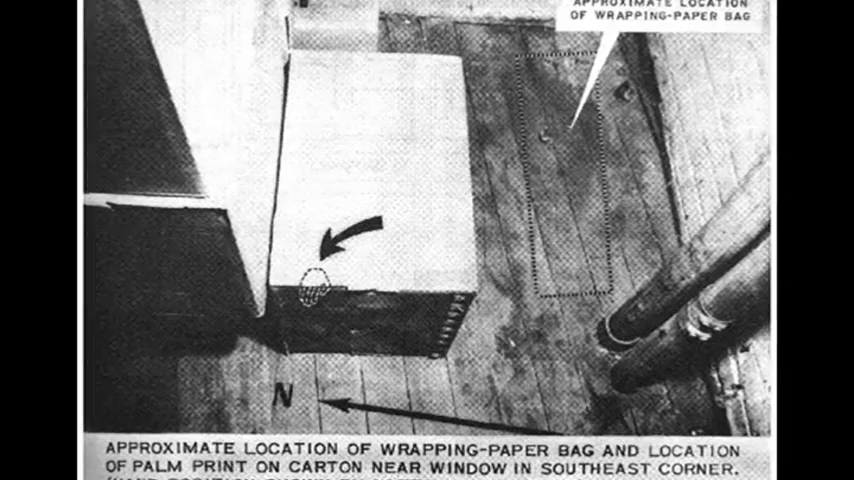 APPROXIMATE LOCATION
OF WRAPPING-PAPER BAG
N
APPROXIMATE LOCATION OF WRAPPING-PAPER BAG AND LOCATION
OF PALM PRINT ON CARTON NEAR WINDOW IN SOUTHEAST CORNER.